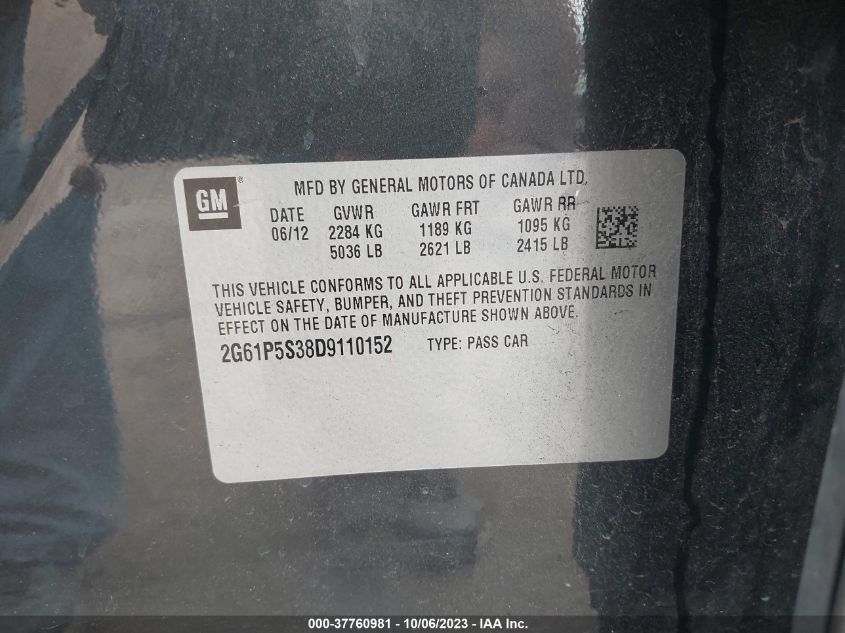 GM ®
MFD BY GENERAL MOTORS OF CANADA LTD.
DATE GVWR GAWR FRT GAWR RR
06/12 2284 KG 1189 KG 1095 KG
5036 LB 2621 LB 2415 LB
THIS VEHICLE CONFORMS TO ALL APPLICABLE U.S. FEDERAL MOTOR
VEHICLE SAFETY, BUMPER, AND THEFT PREVENTION STANDARDS IN
EFFECT ON THE DATE OF MANUFACTURE SHOWN ABOVE.
2G61P5S38D9110152 TYPE: PASS CAR
000-37760981 - 10/06/2023 - IAA Inc.